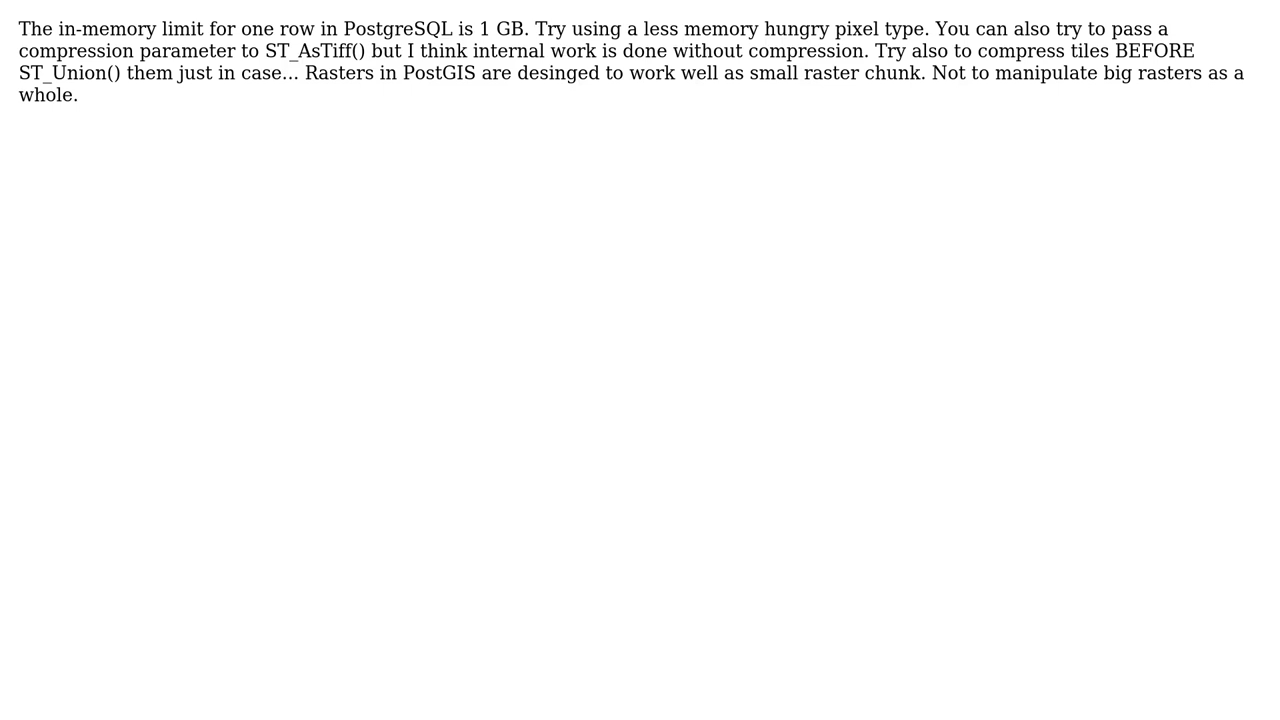 The in-memory limit for one row in PostgreSQL is 1 GB. Try using a less memory hungry pixel type. You can also try to pass a
compression parameter to ST_AsTiff() but I think internal work is done without compression. Try also to compress tiles BEFORE
ST_Union() them just in case... Rasters in PostGIS are desinged to work well as small raster chunk. Not to manipulate big rasters as a
whole.